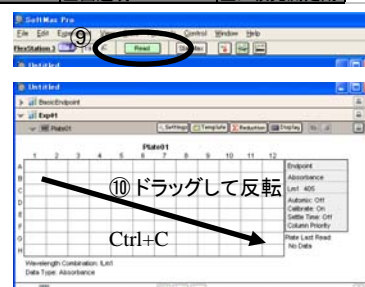 SoftMax Pro
File Edit Control Window Help
⑨
FlexStation 3 Read
Untitled
Untitled
BasicEndpoint
Expt1
Plate01 Settings Template Reduction Display
Plate01
1 2 3 4 5 6 7 8 9 10 11 12
A
B
C
D
E
F
G
H
⑩ドラッグして反転
Ctrl+C
Endpoint
Absorbance
Lm1 405
Automix: Off
Calibrate: On
Settle Time: Off
Column Priority
Plate Last Read:
No Data
Wavelength Combination: !Lm1
Data Type: Absorbance